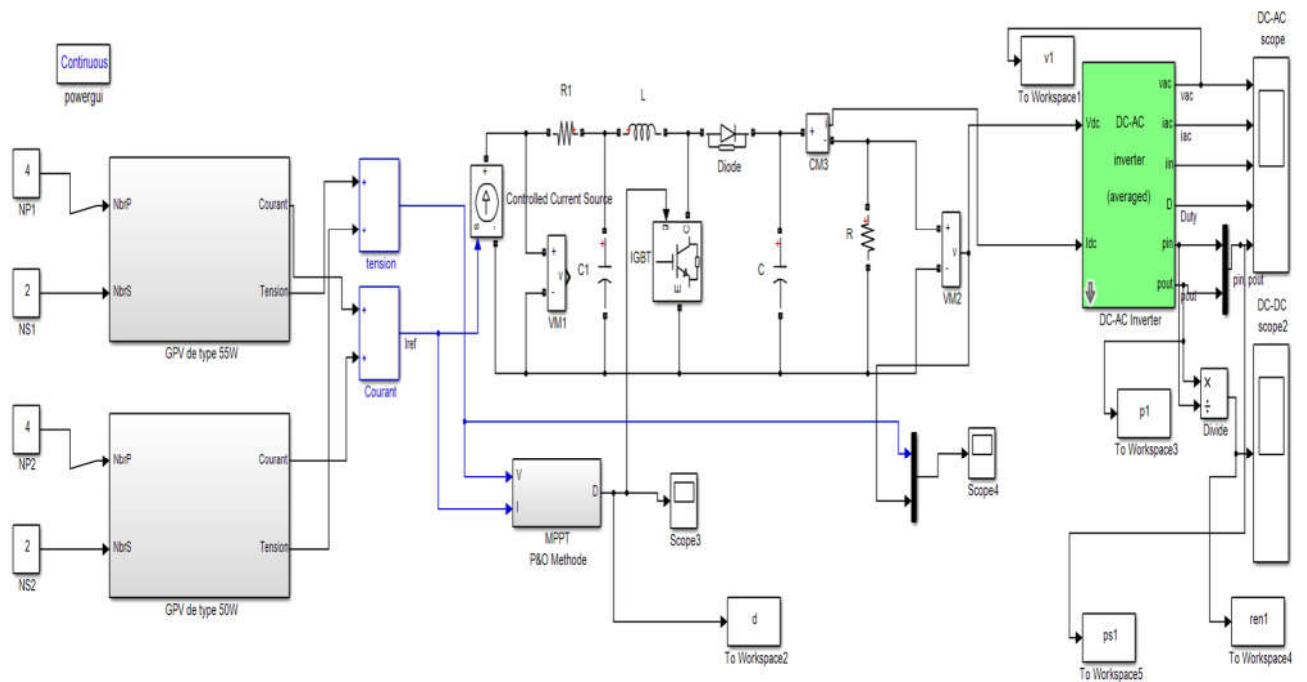 DC-AC
scope
Continuous
powergui
v1
To Workspace1
R1
L
Diode
CM3
Vdc
Idc
DC-AC
inverter
(averaged)
vac
iac
iin
D
pin
pout
DC-AC Inverter
vac
iac
Duty
pin_pout
pout
4
NP1
2
NS1
NbrP
NbrS
Courant
Tension
GPV de type 55W
tension
Controlled Current Source
s
VM1
v
C1
IGBT
g
C
E
C
R
v
VM2
Iref
Courant
DC-DC
scope2
p1
To Workspace3
Divide
4
NP2
2
NS2
NbrP
NbrS
Courant
Tension
GPV de type 50W
V
I
D
MPPT
P&O Methode
Scope3
Scope4
d
To Workspace2
ps1
To Workspace5
ren1
To Workspace4